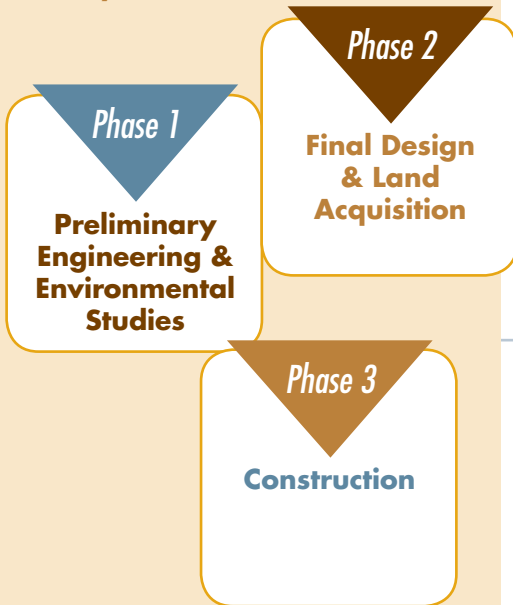 Phase 1
Preliminary
Engineering &
Environmental
Studies
Phase 2
Final Design
& Land
Acquisition
Phase 3
Construction